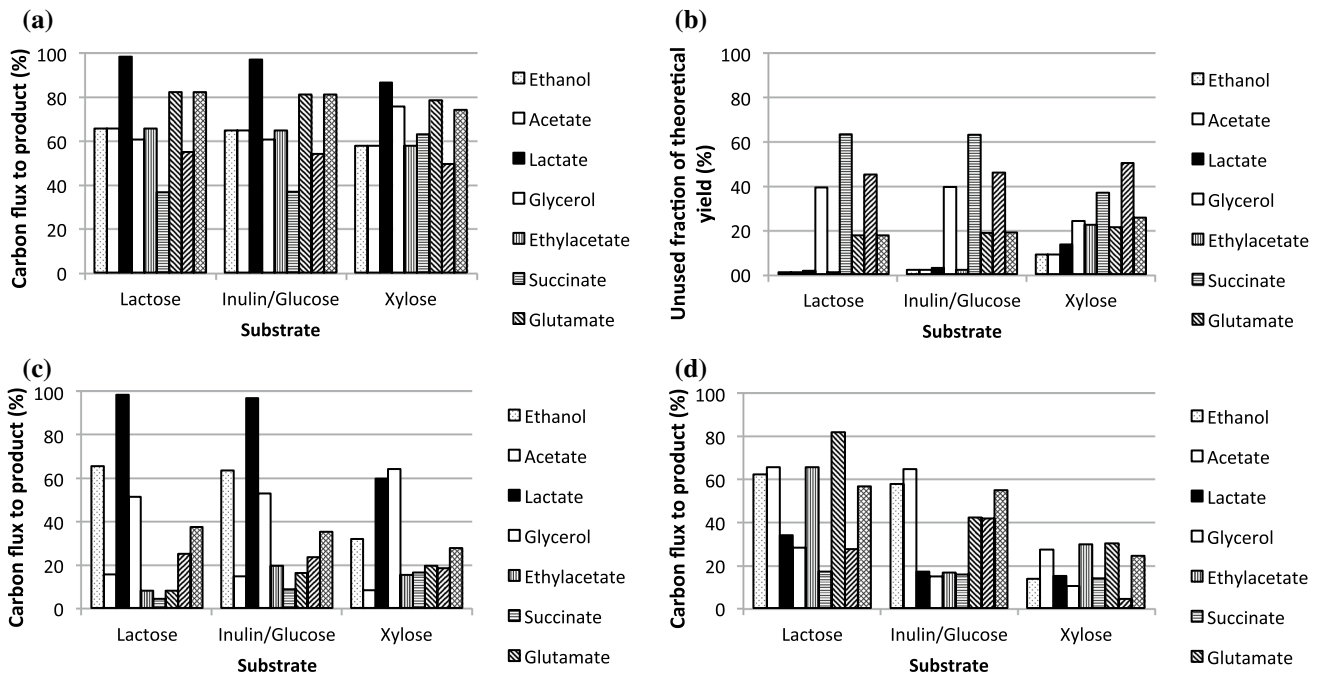 (a)
Carbon flux to product (%)
100
80
60
40
20
0
Lactose Inulin/Glucose Xylose
Substrate
Ethanol
Acetate
Lactate
Glycerol
Ethylacetate
Succinate
Glutamate
(b)
Unused fraction of theoretical
yield (%)
100
80
60
40
20
00
Lactose Inulin/Glucose Xylose
Substrate
Ethanol
Acetate
Lactate
Glycerol
Ethylacetate
Succinate
Glutamate
(c)
Carbon flux to product (%)
100
80
60
40
20
0
Lactose Inulin/Glucose Xylose
Substrate
Ethanol
Acetate
Lactate
Glycerol
Ethylacetate
Succinate
Glutamate
(d)
Carbon flux to product (%)
100
80
60
40
20
0
Lactose Inulin/Glucose Xylose
Substrate
Ethanol
Acetate
Lactate
Glycerol
Ethylacetate
Succinate
Glutamate